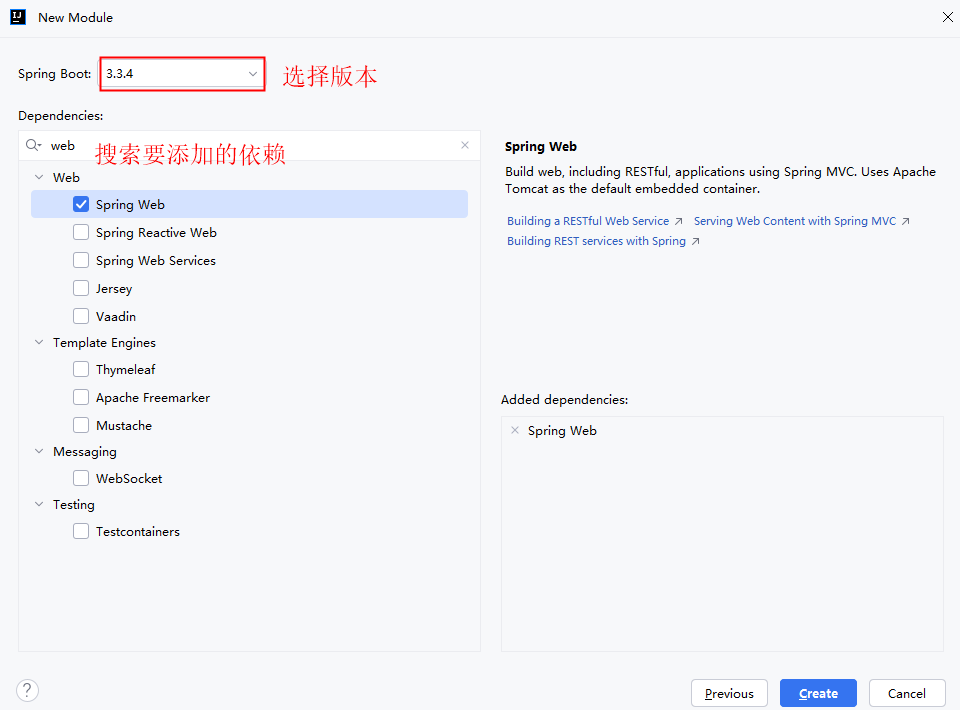 New Module
Spring Boot: 3.3.4 选择版本
Dependencies:
web 搜索要添加的依赖
Web
Spring Web
Spring Reactive Web
Spring Web Services
Jersey
Vaadin
Template Engines
Thymeleaf
Apache Freemarker
Mustache
Messaging
WebSocket
Testing
Testcontainers
Spring Web
Build web, including RESTful, applications using Spring MVC. Uses Apache
Tomcat as the default embedded container.
Building a RESTful Web Service ↗ Serving Web Content with Spring MVC ↗
Building REST services with Spring ↗
Added dependencies:
Spring Web
? Previous Create Cancel